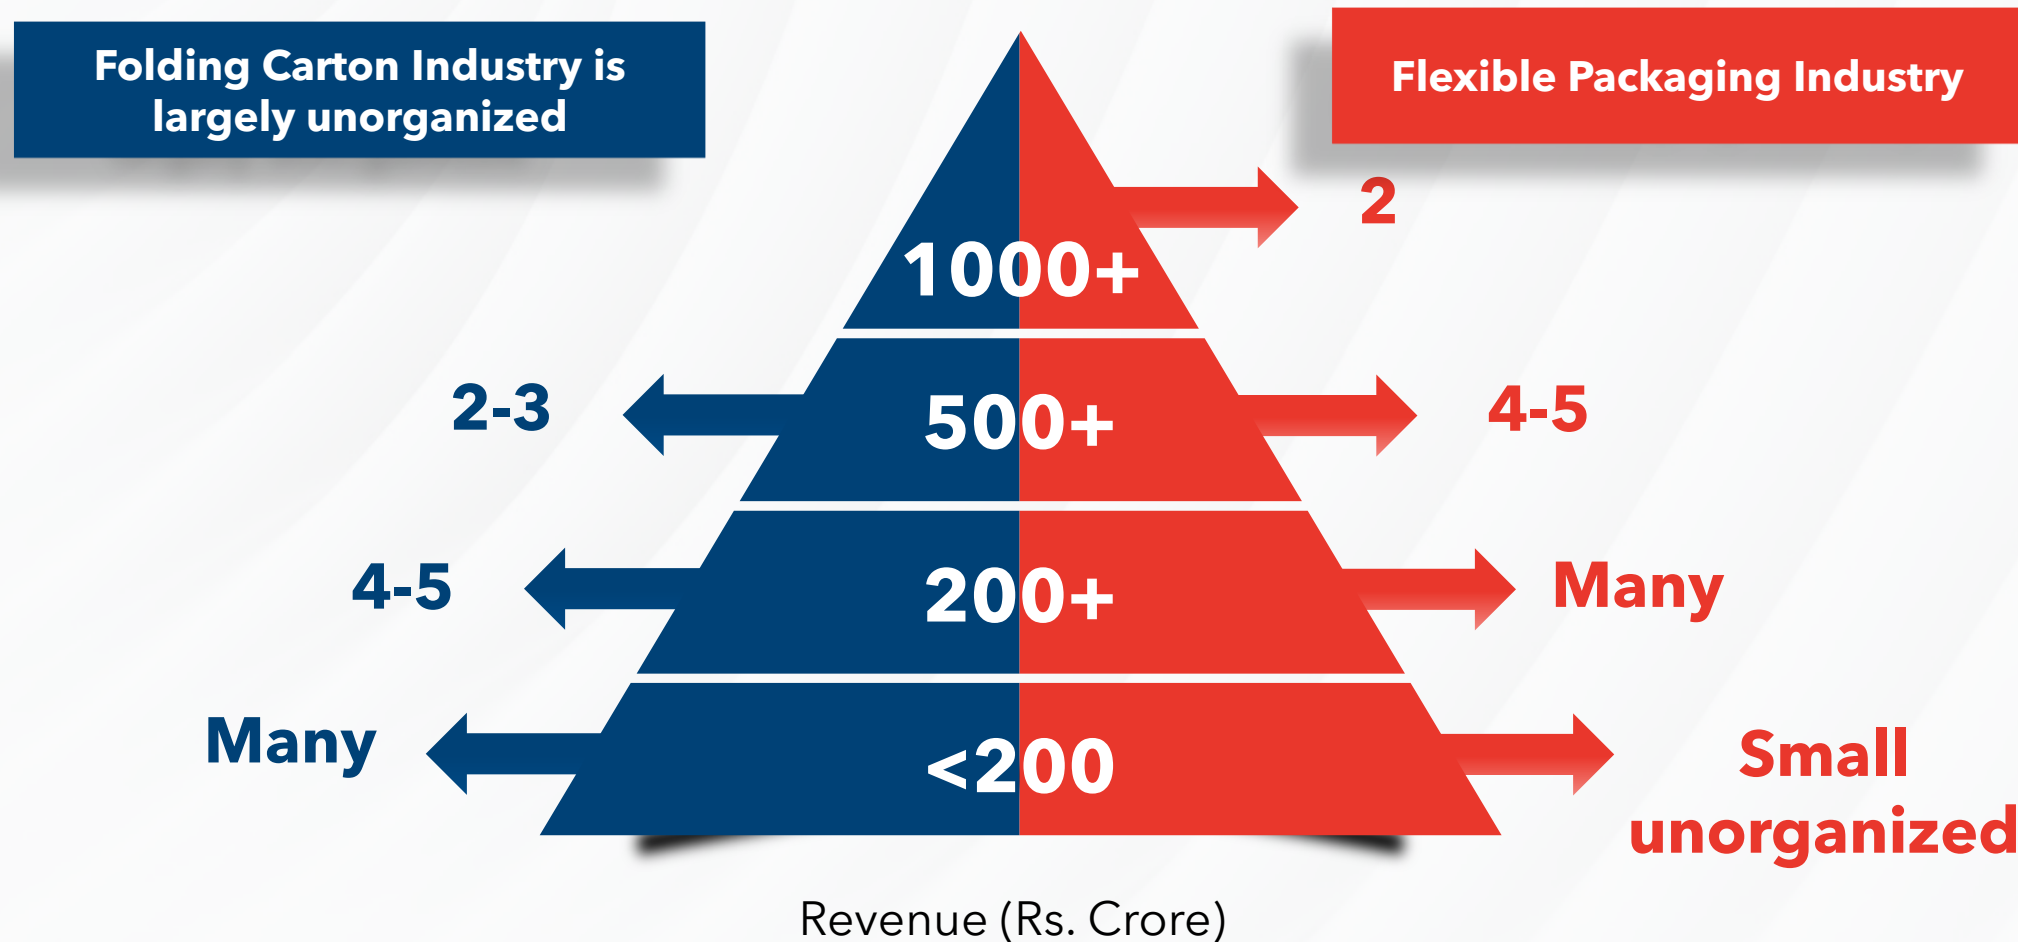 Folding Carton Industry is
largely unorganized
Flexible Packaging Industry
2
1000+
2-3
500+
4-5
4-5
200+
Many
Many
<200
Small
unorganized
Revenue (Rs. Crore)